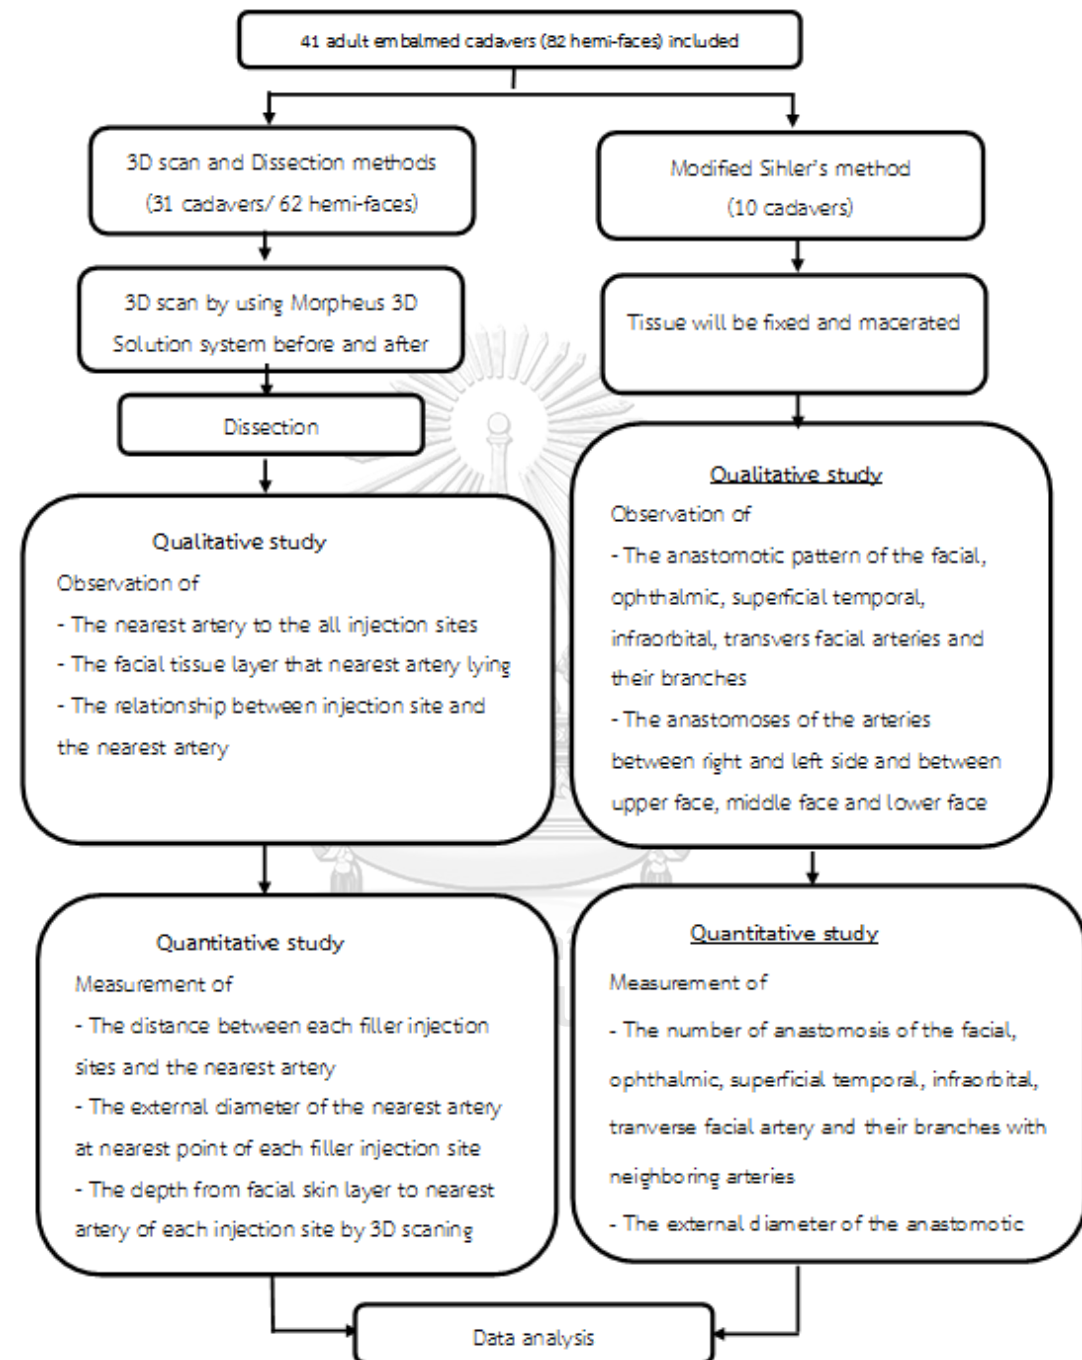 41 adult embalmed cadavers (82 hemi-faces) included
3D scan and Dissection methods
(31 cadavers/ 62 hemi-faces)
3D scan by using Morpheus 3D
Solution system before and after
Dissection
Qualitative study
Observation of
- The nearest artery to the all injection sites
- The facial tissue layer that nearest artery lying
- The relationship between injection site and
the nearest artery
Quantitative study
Measurement of
- The distance between each filler injection
sites and the nearest artery
- The external diameter of the nearest artery
at nearest point of each filler injection site
- The depth from facial skin layer to nearest
artery of each injection site by 3D scaning
Modified Sihler's method
(10 cadavers)
Tissue will be fixed and macerated
Qualitative study
Observation of
- The anastomotic pattern of the facial,
ophthalmic, superficial temporal,
infraorbital, transvers facial arteries and
their branches
- The anastomoses of the arteries
between right and left side and between
upper face, middle face and lower face
Quantitative study
Measurement of
- The number of anastomosis of the facial,
ophthalmic, superficial temporal, infraorbital,
tranverse facial artery and their branches with
neighboring arteries
- The external diameter of the anastomotic
Data analysis